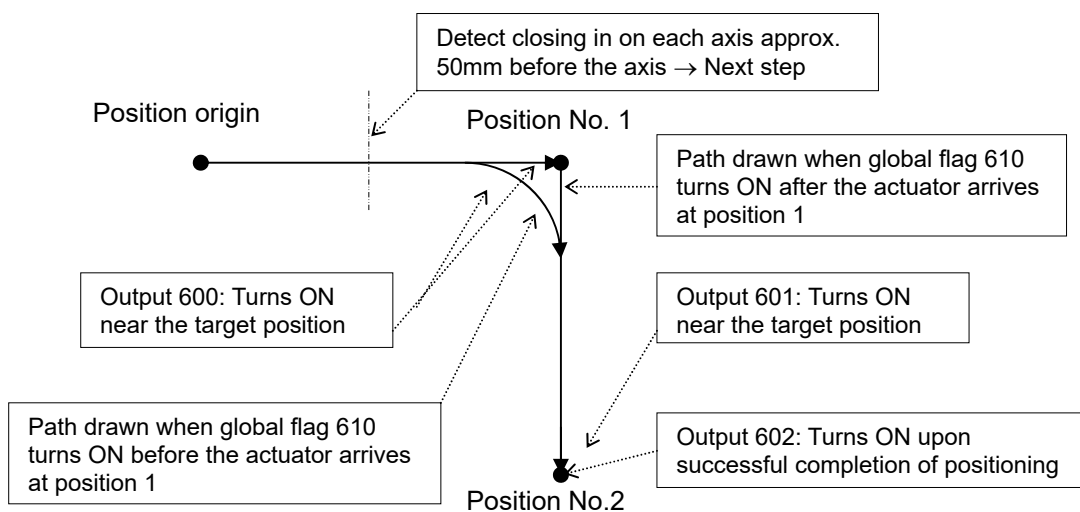 Detect closing in on each axis approx.
50mm before the axis → Next step
Position origin
Position No. 1
Path drawn when global flag 610
turns ON after the actuator arrives
at position 1
Output 600: Turns ON
near the target position
Output 601: Turns ON
near the target position
Path drawn when global flag 610
turns ON before the actuator arrives
at position 1
Output 602: Turns ON upon
successful completion of positioning
Position No.2